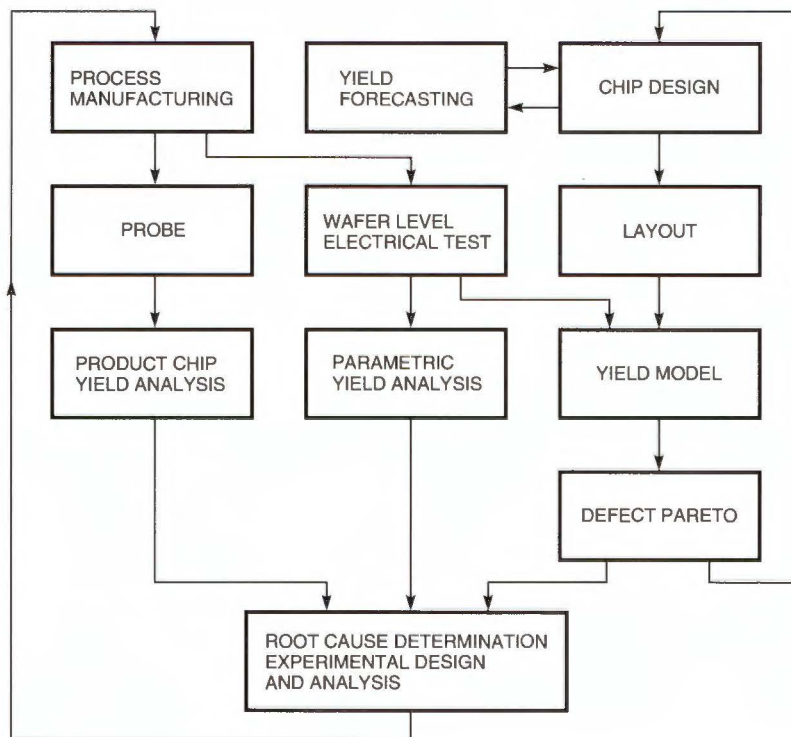 PROCESS
MANUFACTURING
YIELD
FORECASTING
CHIP DESIGN
PROBE
WAFER LEVEL
ELECTRICAL TEST
LAYOUT
PRODUCT CHIP
YIELD ANALYSIS
PARAMETRIC
YIELD ANALYSIS
YIELD MODEL
DEFECT PARETO
ROOT CAUSE DETERMINATION
EXPERIMENTAL DESIGN
AND ANALYSIS